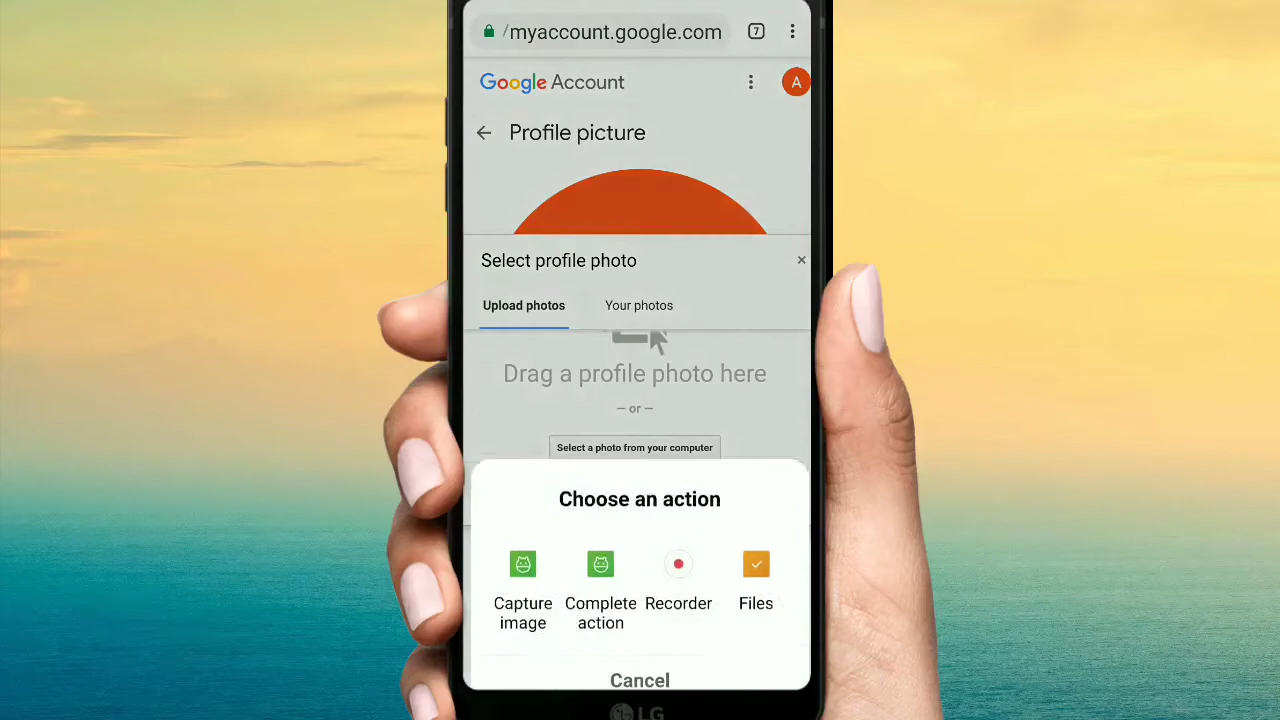 /myaccount.google.com
7
Google Account
A
Profile picture
Select profile photo
Upload photos
Your photos
Drag a profile photo here
— or —
Select a photo from your computer
Choose an action
Capture image
Complete action
Recorder
Files
Cancel
LG